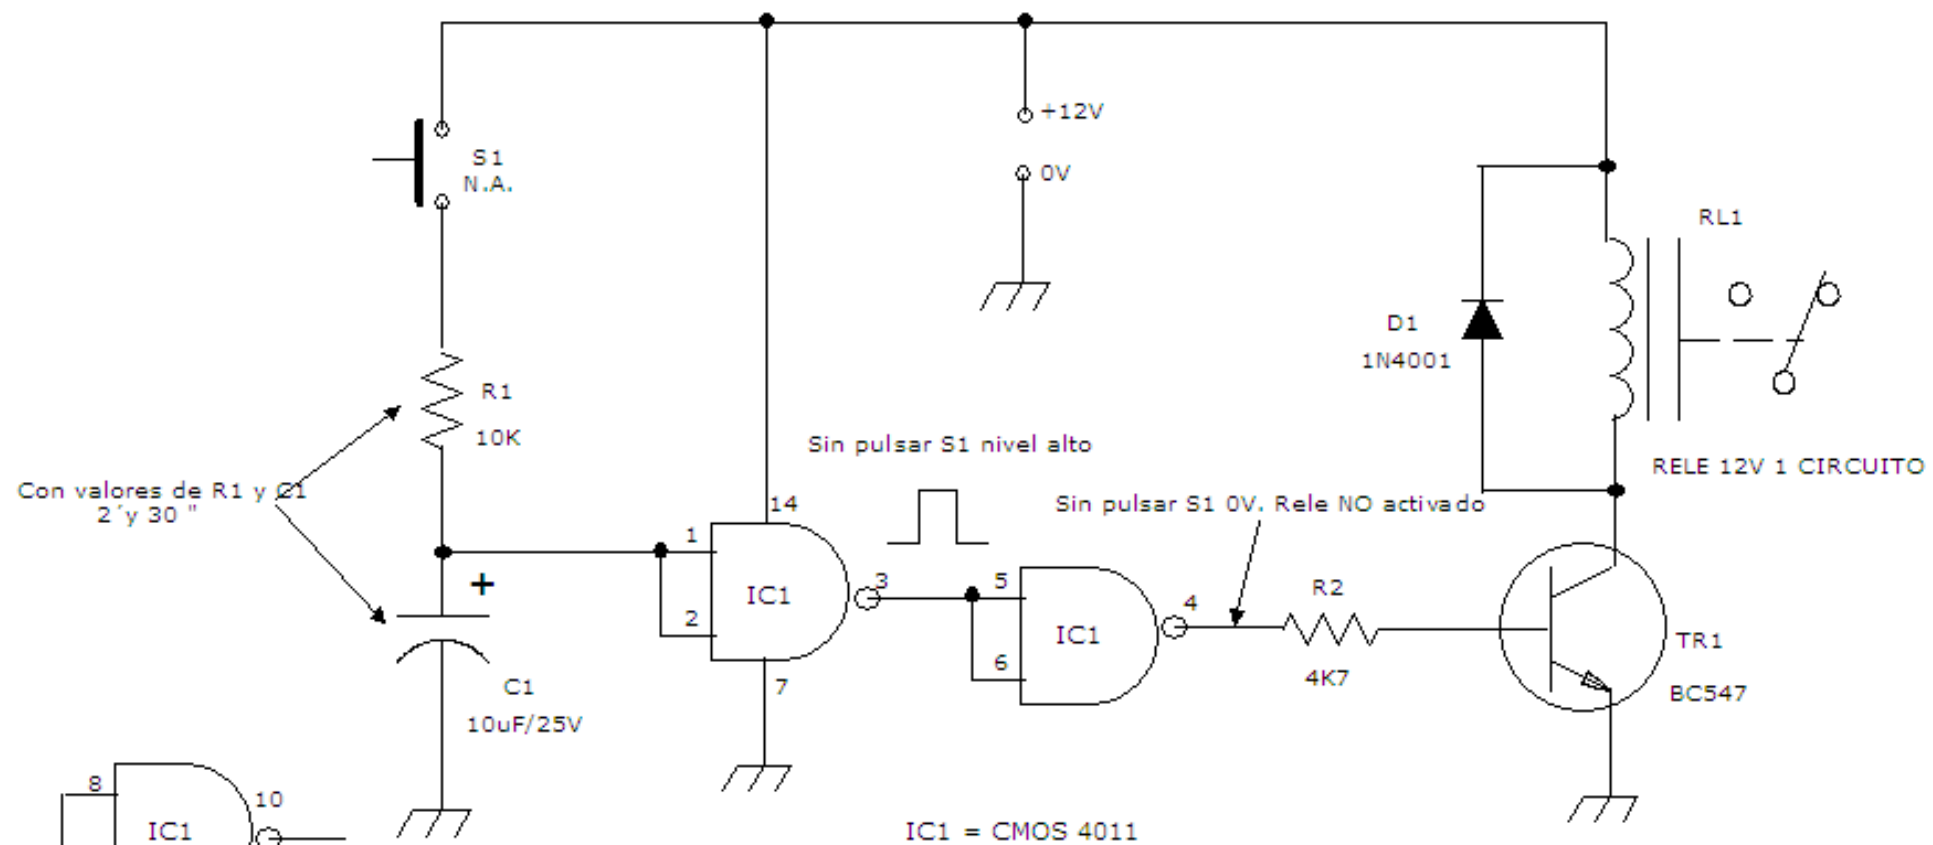 +12V
0V
S1
N.A.
RL1
D1
1N4001
R1
10K
Sin pulsar S1 nivel alto
RELE 12V 1 CIRCUITO
Con valores de R1 y C1
2´y 30 "
14
Sin pulsar S1 0V. Rele NO activado
1
2
IC1
3
7
5
6
IC1
4
R2
4K7
TR1
BC547
+
C1
10uF/25V
8
10
IC1
IC1 = CMOS 4011